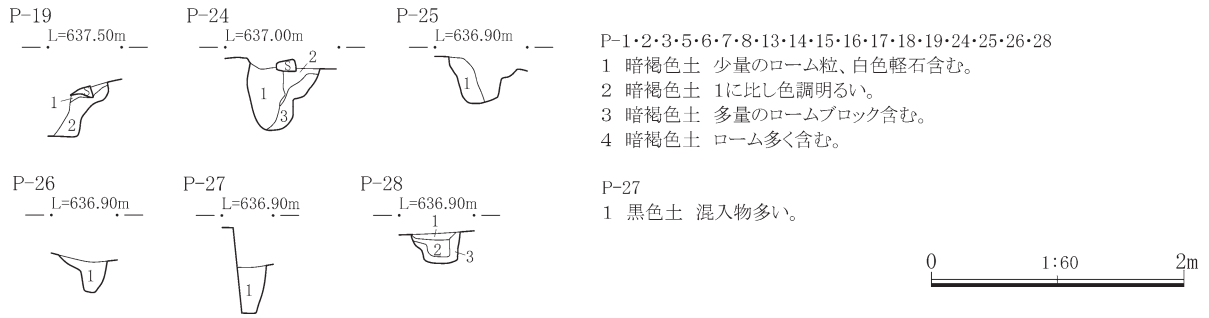 P-19
L=637.50m
S
1
2
P-24
L=637.00m
S
2
1
3
P-25
L=636.90m
P-26
L=636.90m
1
P-27
L=636.90m
1
P-28
L=636.90m
1
2
3
P-1・2・3・5・6・7・8・13・14・15・16・17・18・19・24・25・26・28
1 暗褐色土 少量のローム粒、白色軽石含む。
2 暗褐色土 1に比し色調明るい。
3 暗褐色土 多量のロームブロック含む。
4 暗褐色土 ローム多く含む。
P-27
1 黒色土 混入物多い。
0 1:60 2m